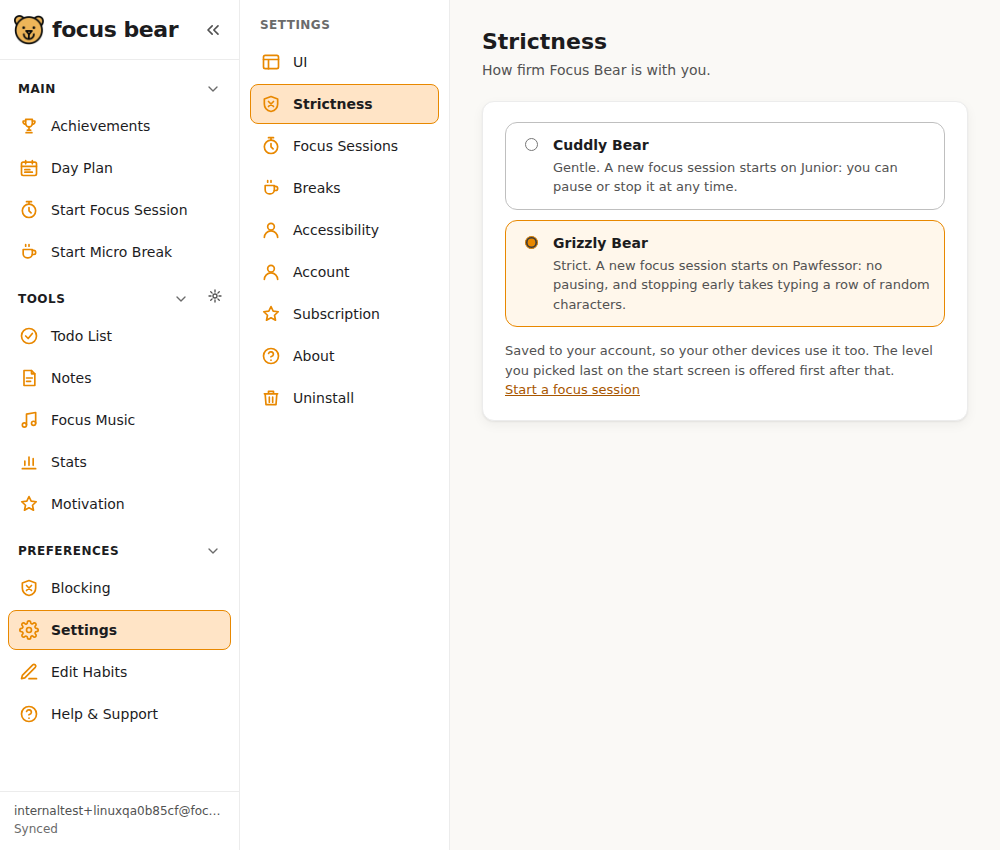 focus bear
MAIN
Achievements
Day Plan
Start Focus Session
Start Micro Break
TOOLS
Todo List
Notes
Focus Music
Stats
Motivation
PREFERENCES
Blocking
Settings
Edit Habits
Help & Support
internaltest+linuxqa0b85cf@foc...
Synced
SETTINGS
UI
Strictness
Focus Sessions
Breaks
Accessibility
Account
Subscription
About
Uninstall
Strictness
How firm Focus Bear is with you.
Cuddly Bear
Gentle. A new focus session starts on Junior: you can
pause or stop it at any time.
Grizzly Bear
Strict. A new focus session starts on Pawfessor: no
pausing, and stopping early takes typing a row of random
characters.
Saved to your account, so your other devices use it too. The level
you picked last on the start screen is offered first after that.
Start a focus session